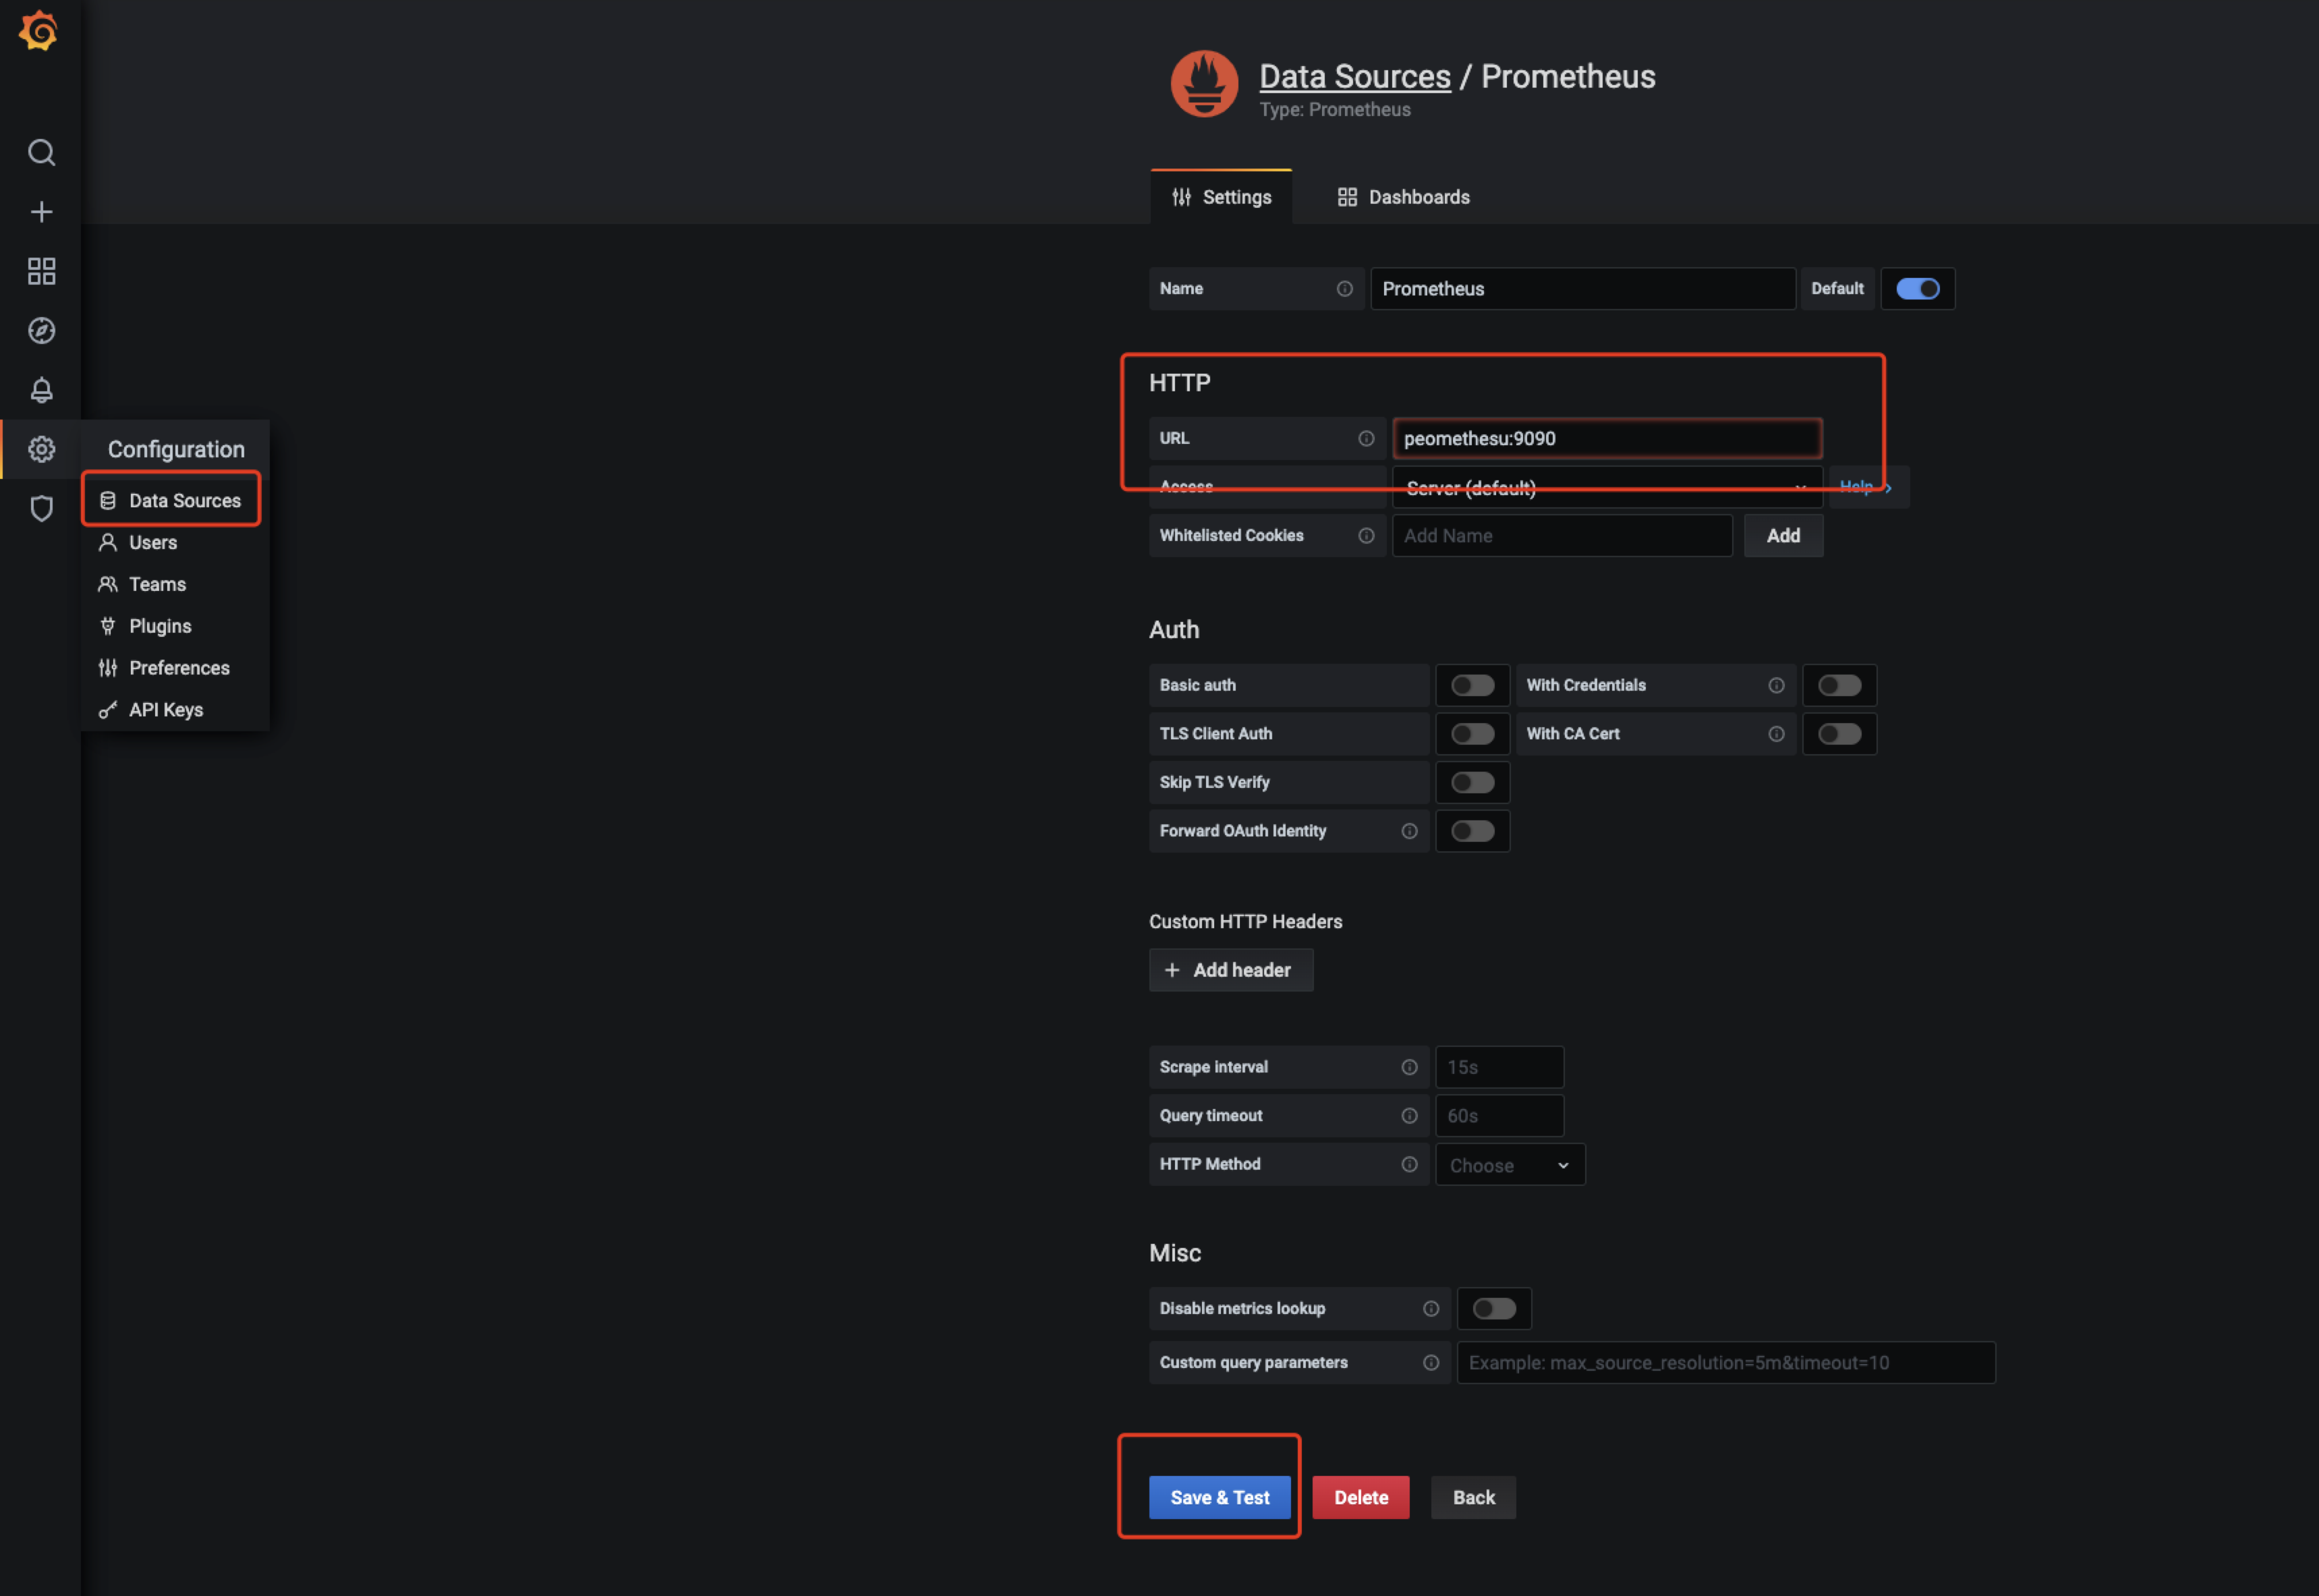 Data Sources / Prometheus
Type: Prometheus
Settings
Dashboards
Name
Prometheus
Default
HTTP
URL
peomethesu:9090
Access
Server (default)
Help
Whitelisted Cookies
Add Name
Add
Configuration
Data Sources
Users
Teams
Plugins
Preferences
API Keys
Auth
Basic auth
With Credentials
TLS Client Auth
With CA Cert
Skip TLS Verify
Forward OAuth Identity
Custom HTTP Headers
+ Add header
Scrape interval
15s
Query timeout
60s
HTTP Method
Choose
Misc
Disable metrics lookup
Custom query parameters
Example: max_source_resolution=5m&timeout=10
Save & Test
Delete
Back